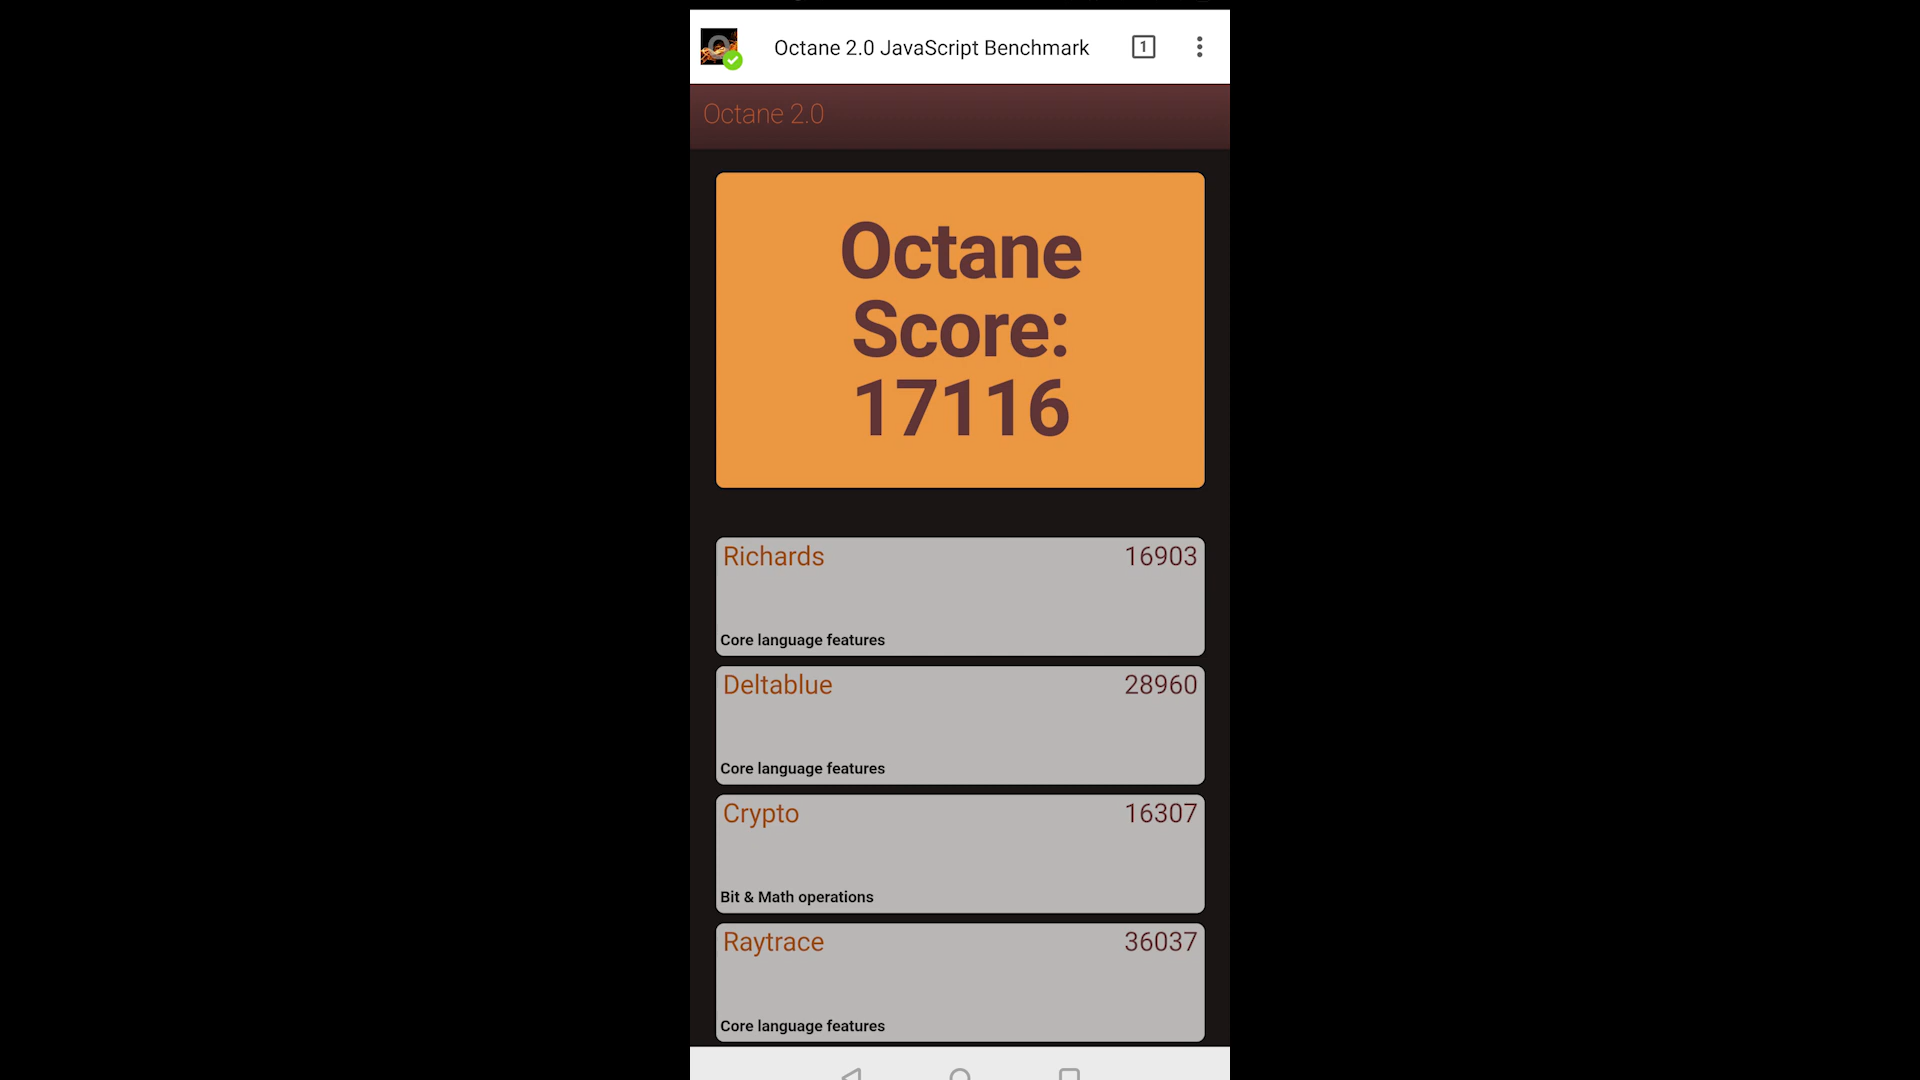 Octane 2.0 JavaScript Benchmark
1
Octane 2.0
Octane
Score:
17116
Richards 16903
Core language features
Deltablue 28960
Core language features
Crypto 16307
Bit & Math operations
Raytrace 36037
Core language features